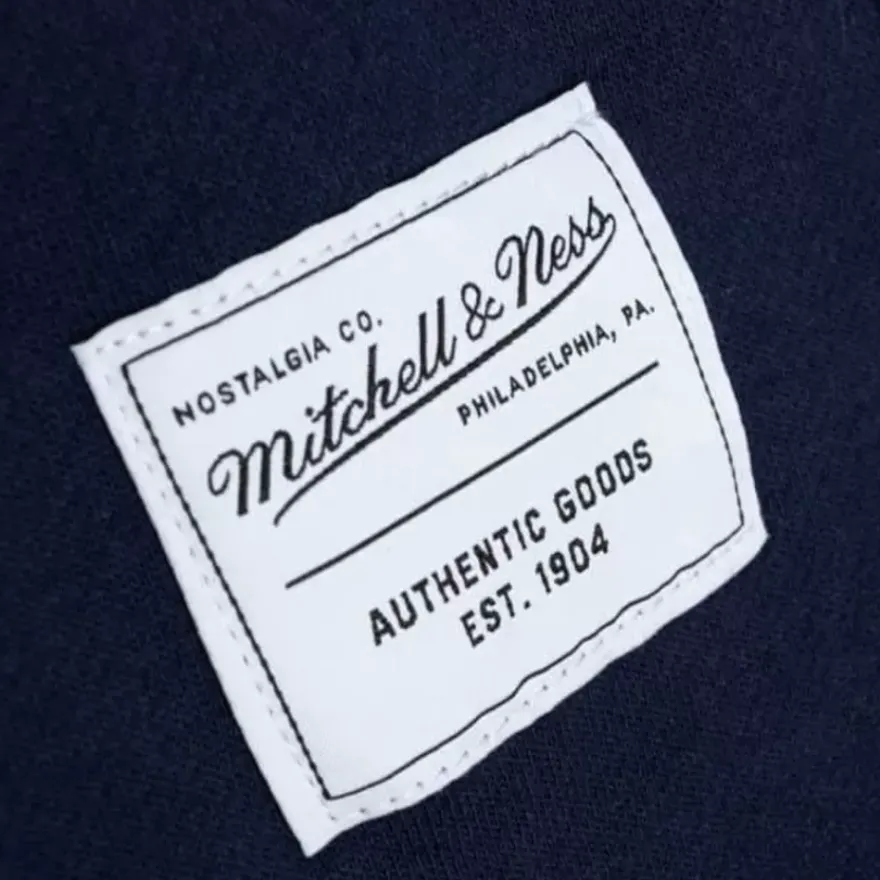 NOSTALGIA CO.
Mitchell & Ness
PHILADELPHIA, PA.
AUTHENTIC GOODS
EST. 1904